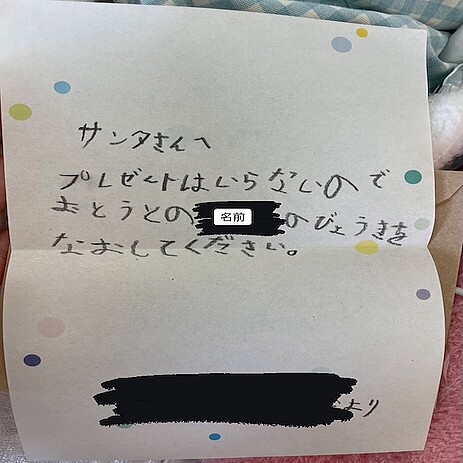 サンタさんへ
プレゼントはいらないので
おとうとの 名前 のびょうきを
なおしてください。
より